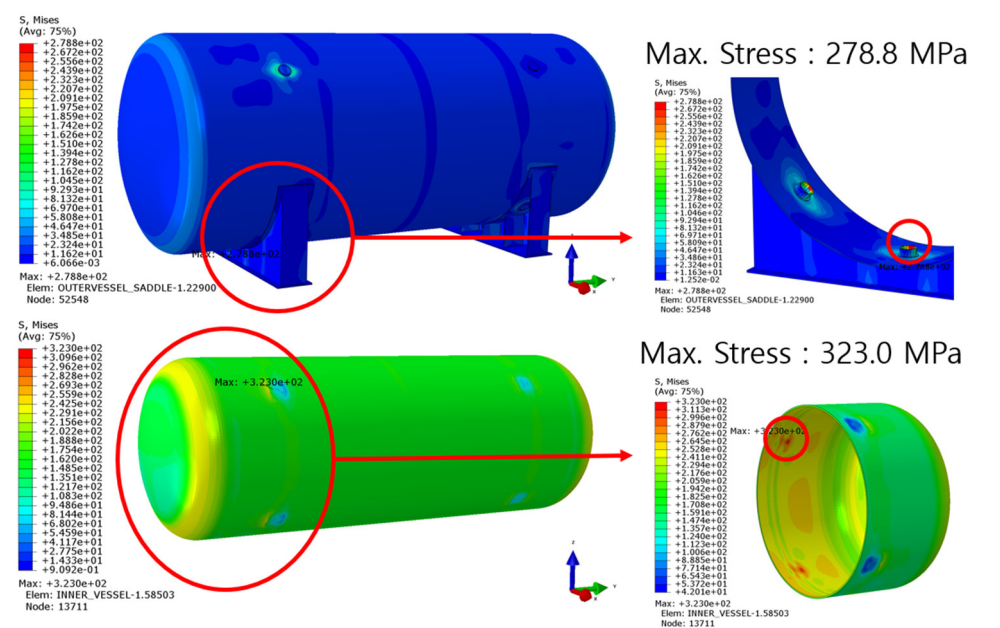 S, Mises
(Avg: 75%)
+2.788e+02
+2.672e+02
+2.556e+02
+2.439e+02
+2.323e+02
+2.207e+02
+2.091e+02
+1.975e+02
+1.859e+02
+1.742e+02
+1.626e+02
+1.510e+02
+1.394e+02
+1.278e+02
+1.162e+02
+1.045e+02
+9.293e+01
+8.132e+01
+6.970e+01
+5.808e+01
+4.647e+01
+3.485e+01
+2.324e+01
+1.162e+01
+6.066e-03
Max: +2.788e+02
Elem: OUTERVESSEL_SADDLE-1.22900
Node: 52548
Max: +2.788e+02
Z
Y
X
Max. Stress : 278.8 MPa
S, Mises
(Avg: 75%)
+2.788e+02
+2.672e+02
+2.556e+02
+2.439e+02
+2.323e+02
+2.207e+02
+2.091e+02
+1.975e+02
+1.859e+02
+1.742e+02
+1.626e+02
+1.510e+02
+1.394e+02
+1.278e+02
+1.162e+02
+1.046e+02
+9.294e+01
+8.132e+01
+6.971e+01
+5.809e+01
+4.647e+01
+3.486e+01
+2.324e+01
+1.163e+01
+1.252e-02
Max: +2.788e+02
Elem: OUTERVESSEL_SADDLE-1.22900
Node: 52548
Max: +2.788e+02
S, Mises
(Avg: 75%)
+3.230e+02
+3.096e+02
+2.962e+02
+2.828e+02
+2.693e+02
+2.559e+02
+2.425e+02
+2.291e+02
+2.156e+02
+2.022e+02
+1.888e+02
+1.754e+02
+1.620e+02
+1.485e+02
+1.351e+02
+1.217e+02
+1.083e+02
+9.486e+01
+8.144e+01
+6.802e+01
+5.459e+01
+4.117e+01
+2.775e+01
+1.433e+01
+9.092e-01
Max: +3.230e+02
Elem: INNER_VESSEL-1.58503
Node: 13711
Max: +3.230e+02
Z
Y
X
Max. Stress : 323.0 MPa
S, Mises
(Avg: 75%)
+3.230e+02
+3.113e+02
+2.996e+02
+2.879e+02
+2.762e+02
+2.645e+02
+2.528e+02
+2.411e+02
+2.294e+02
+2.176e+02
+2.059e+02
+1.942e+02
+1.825e+02
+1.708e+02
+1.591e+02
+1.474e+02
+1.357e+02
+1.240e+02
+1.123e+02
+1.006e+02
+8.885e+01
+7.714e+01
+6.543e+01
+5.372e+01
+4.201e+01
Max: +3.230e+02
Elem: INNER_VESSEL-1.58503
Node: 13711
Max: +3.230e+02